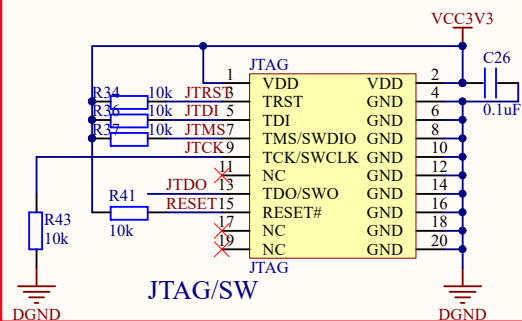 VCC3V3
JTAG
C26
0.1uF
1 VDD VDD 2
R34 10k JTRST 3 TRST GND 4
R36 10k JTDI 5 TDI GND 6
R37 10k JTMS 7 TMS/SWDIO GND 8
JTCK 9 TCK/SWCLK GND 10
11 NC GND 12
R41 10k JTDO 13 TDO/SWO GND 14
RESET 15 RESET# GND 16
17 NC GND 18
19 NC GND 20
R43
10k
JTAG
JTAG/SW
DGND
DGND